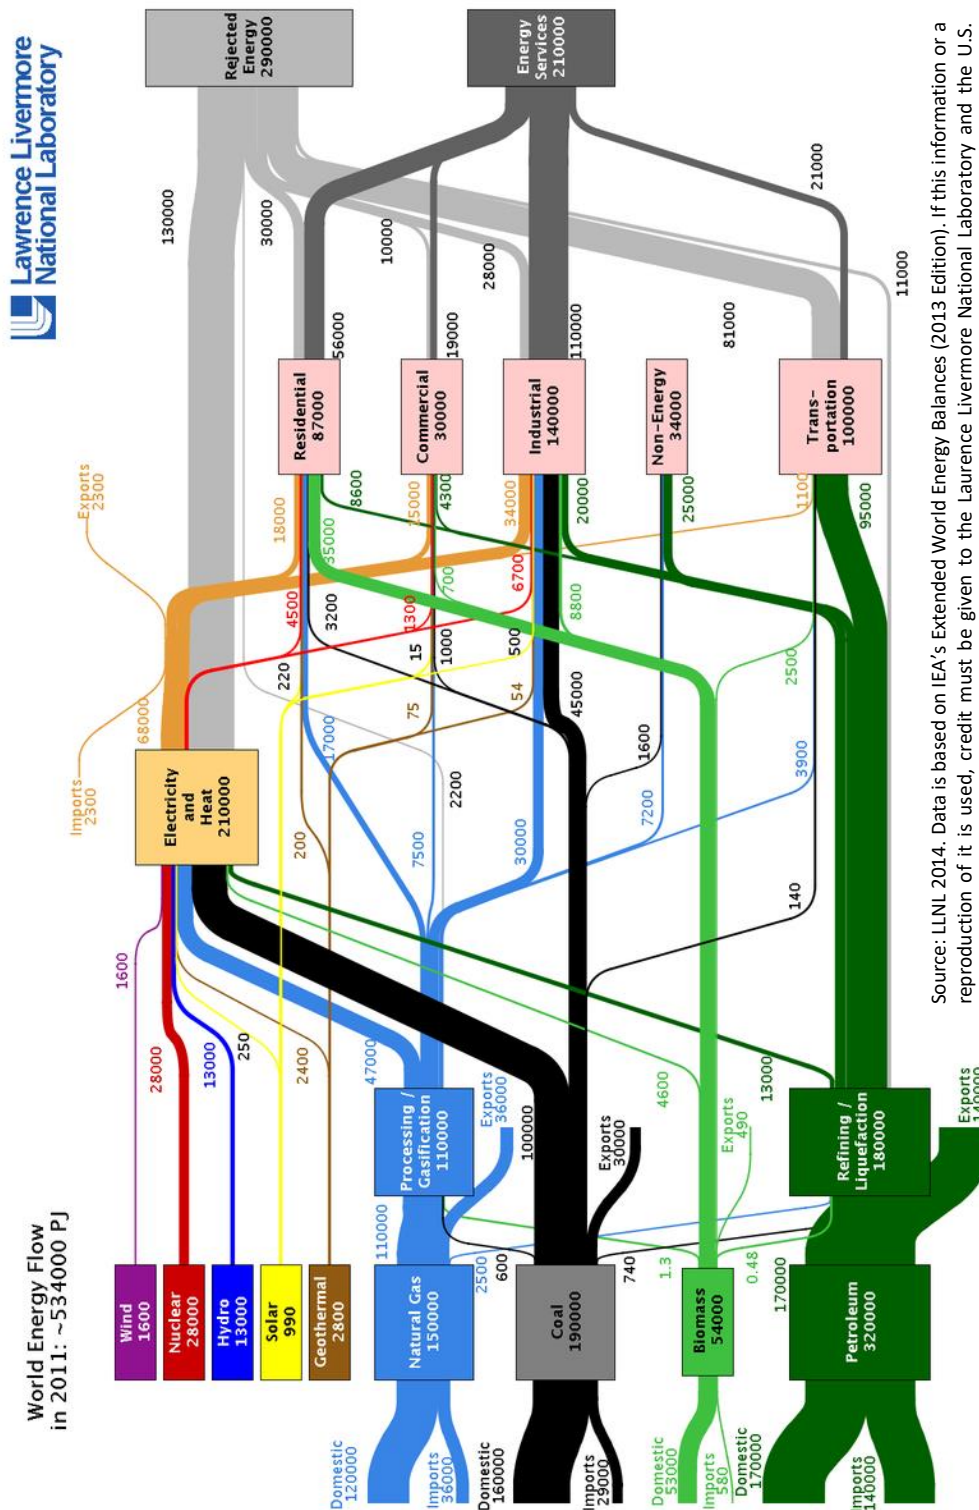 World Energy Flow
in 2011: ~534000 PJ
Lawrence Livermore
National Laboratory
Wind
1600
Nuclear
28000
Hydro
13000
Solar
990
Geothermal
2800
Domestic
120000
Imports
36000
Natural Gas
150000
Domestic
160000
Imports
29000
Coal
190000
Domestic
53000
Imports
580
Biomass
54000
Domestic
170000
Imports
140000
Petroleum
320000
110000
2500
600
740
1.3
0.48
170000
Processing /
Gasification
110000
Exports
36000
Exports
30000
Exports
490
Refining /
Liquefaction
180000
Exports
140000
1600
28000
13000
250
2400
47000
100000
4600
13000
Imports
2300
Exports
2300
Electricity
and
Heat
210000
68000
200
7500
30000
140
17000
2200
75
54
45000
1600
7200
3900
4500
220
3200
1300
15
1000
6700
500
700
8800
2500
18000
35000
8600
15000
4300
34000
20000
25000
1100
95000
Residential
87000
Commercial
30000
Industrial
140000
Non-Energy
34000
Trans-
portation
100000
130000
30000
56000
10000
19000
28000
110000
81000
21000
11000
Rejected
Energy
290000
Energy
Services
210000
Source: LLNL 2014. Data is based on IEA's Extended World Energy Balances (2013 Edition). If this information or a
reproduction of it is used, credit must be given to the Laurence Livermore National Laboratory and the U.S.